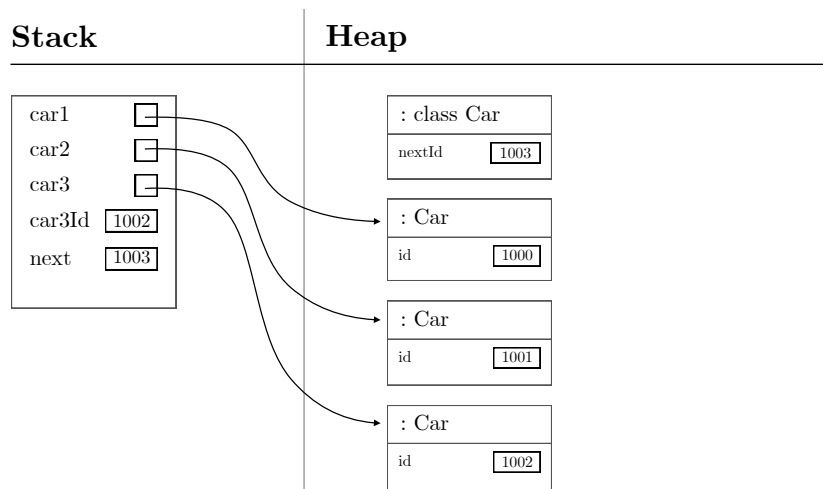 Stack
Heap
car1
car2
car3
car3Id 1002
next 1003
: class Car
nextId 1003
: Car
id 1000
: Car
id 1001
: Car
id 1002